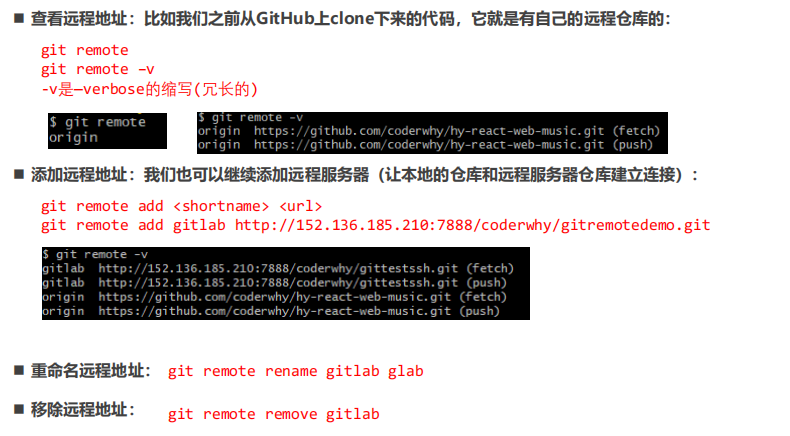 ■ 查看远程地址：比如我们之前从GitHub上clone下来的代码，它就是有自己的远程仓库的：
git remote
git remote –v
-v是—verbose的缩写(冗长的)
$ git remote
origin
$ git remote -v
origin https://github.com/coderwhy/hy-react-web-music.git (fetch)
origin https://github.com/coderwhy/hy-react-web-music.git (push)
■ 添加远程地址：我们也可以继续添加远程服务器（让本地的仓库和远程服务器仓库建立连接）：
git remote add <shortname> <url>
git remote add gitlab http://152.136.185.210:7888/coderwhy/gitremotedemo.git
$ git remote -v
gitlab http://152.136.185.210:7888/coderwhy/gittestssh.git (fetch)
gitlab http://152.136.185.210:7888/coderwhy/gittestssh.git (push)
origin https://github.com/coderwhy/hy-react-web-music.git (fetch)
origin https://github.com/coderwhy/hy-react-web-music.git (push)
■ 重命名远程地址： git remote rename gitlab glab
■ 移除远程地址： git remote remove gitlab